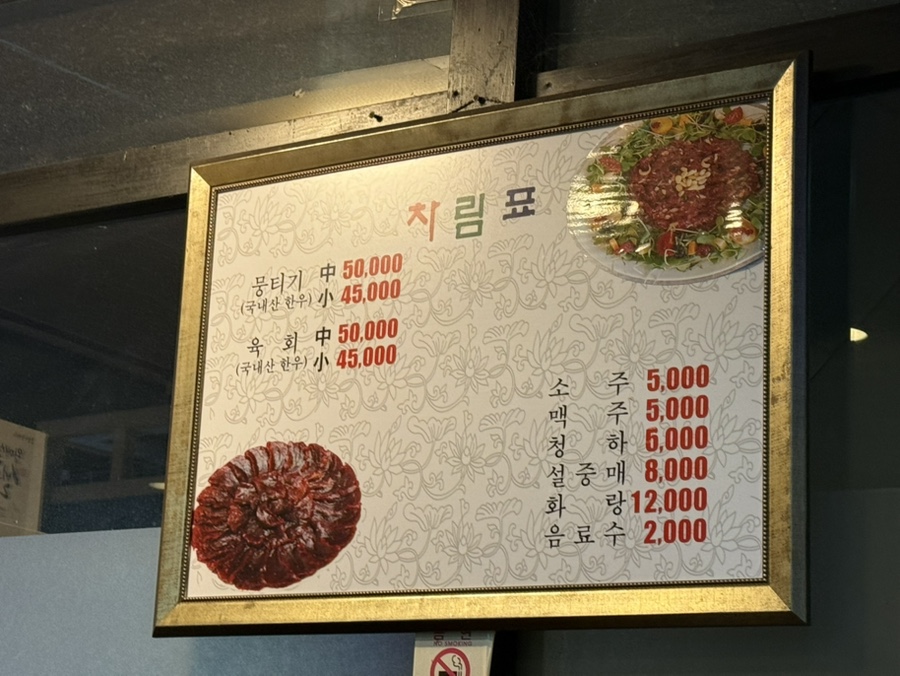 차림표
뭉티기 中 50,000
(국내산 한우) 小 45,000
육 회 中 50,000
(국내산 한우) 小 45,000
소 주 5,000
맥 주 5,000
청 하 5,000
설 중 매 8,000
화 랑 12,000
음 료 수 2,000